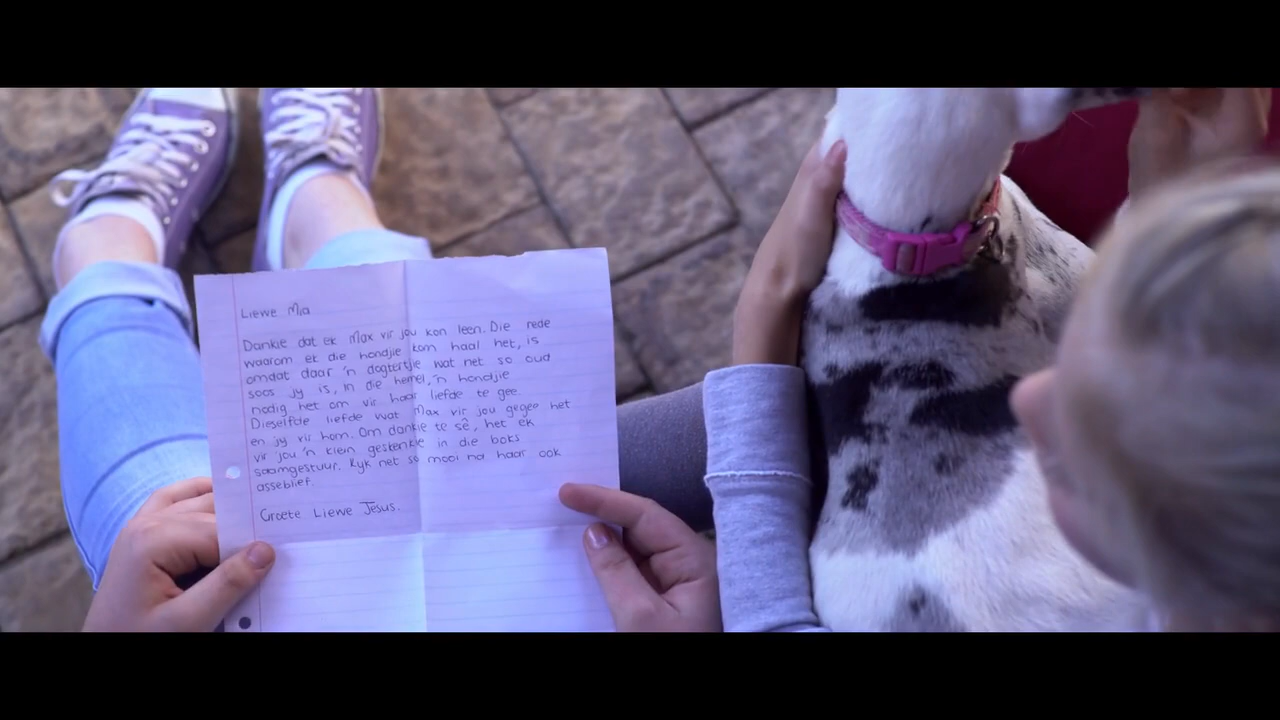 Liewe Mia
Dankie dat ek Max vir jou kon leen. Die rede
waarom ek die hondjie kom haal het, is
omdat daar 'n dogtertjie wat net so oud
soos jy is, in die hemel, 'n hondjie
nodig het om vir haar liefde te gee.
Dieselfde liefde wat Max vir jou gegee het
en jy vir hom. Om dankie te sê, het ek
vir jou 'n klein geskenkie in die boks
saamgestuur. Kyk net so mooi na haar ook
asseblief.
Groete Liewe Jesus.